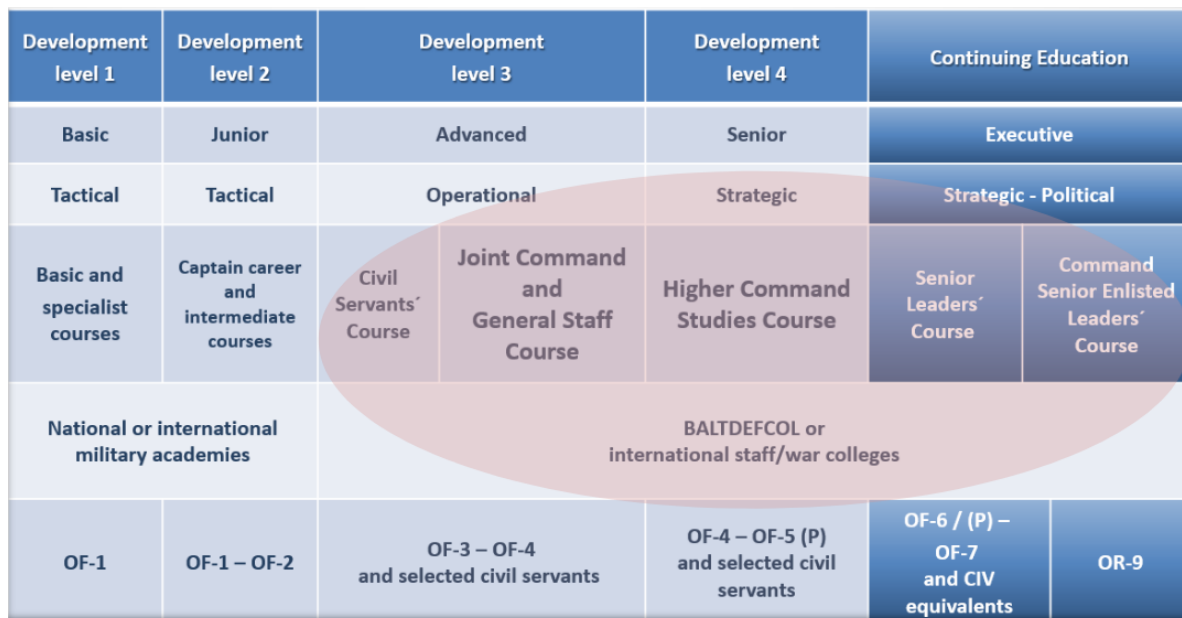 Development
level 1
Development
level 2
Development
level 3
Development
level 4
Continuing Education
Basic
Junior
Advanced
Senior
Executive
Tactical
Tactical
Operational
Strategic
Strategic - Political
Basic and
specialist
courses
Captain career
and
intermediate
courses
Civil
Servants´
Course
Joint Command
and
General Staff
Course
Higher Command
Studies Course
Senior
Leaders´
Course
Command
Senior Enlisted
Leaders´
Course
National or international
military academies
BALTDEFCOL or
international staff/war colleges
OF-1
OF-1 – OF-2
OF-3 – OF-4
and selected civil servants
OF-4 – OF-5 (P)
and selected civil
servants
OF-6 / (P) –
OF-7
and CIV
equivalents
OR-9